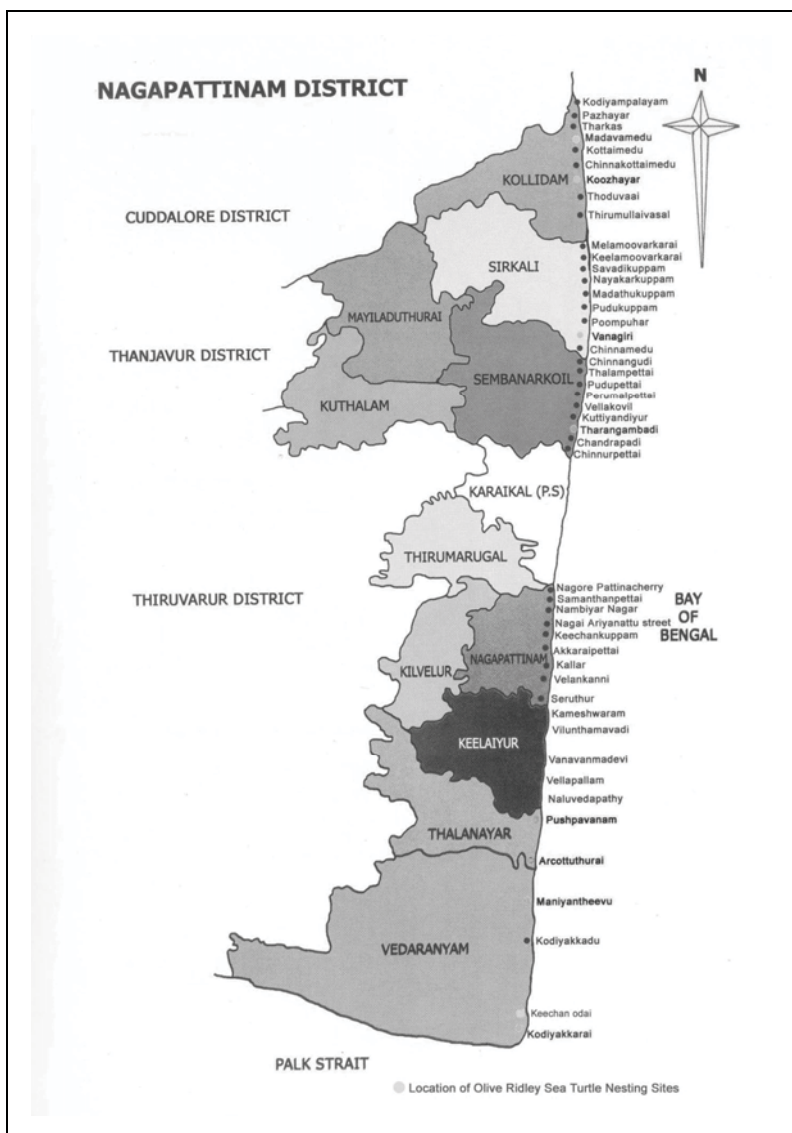 NAGAPATTINAM DISTRICT
N
Kodiyampalayam
Pazhayar
Tharkas
Madavamedu
Kottaimedu
Chinnakottaimedu
KOLLIDAM
Koozhayar
Thoduvaai
CUDDALORE DISTRICT
Thirumullaivasal
Melamoovarkarai
Keelamoovarkarai
SIRKALI
Savadikuppam
Nayakarkuppam
Madathukuppam
Pudukuppam
MAYILADUTHURAI
Poompuhar
Vanagiri
THANJAVUR DISTRICT
Chinnamedu
Chinnangudi
Thalampettai
SEMBANARKOIL
Pudupettai
Perumalpettai
KUTHALAM
Vellakovil
Kuttiyandiyur
Tharangambadi
Chandrapadi
Chinnurpettai
KARAIKAL (P.S)
THIRUMARUGAL
Nagore Pattinacherry
THIRUVARUR DISTRICT
Samanthanpettai
BAY
OF
BENGAL
Nambiyar Nagar
Nagai Ariyanattu street
Keechankuppam
Akkaraipettai
NAGAPATTINAM
Kallar
KILVELUR
Velankanni
Seruthur
Kameshwaram
Vilunthamavadi
KEELAIYUR
Vanavanmadevi
Vellapallam
Naluvedapathy
Pushpavanam
THALANAYAR
Arcottuthurai
Maniyantheevu
Kodiyakkadu
VEDARANYAM
Keechan odai
Kodiyakkarai
PALK STRAIT
Location of Olive Ridley Sea Turtle Nesting Sites